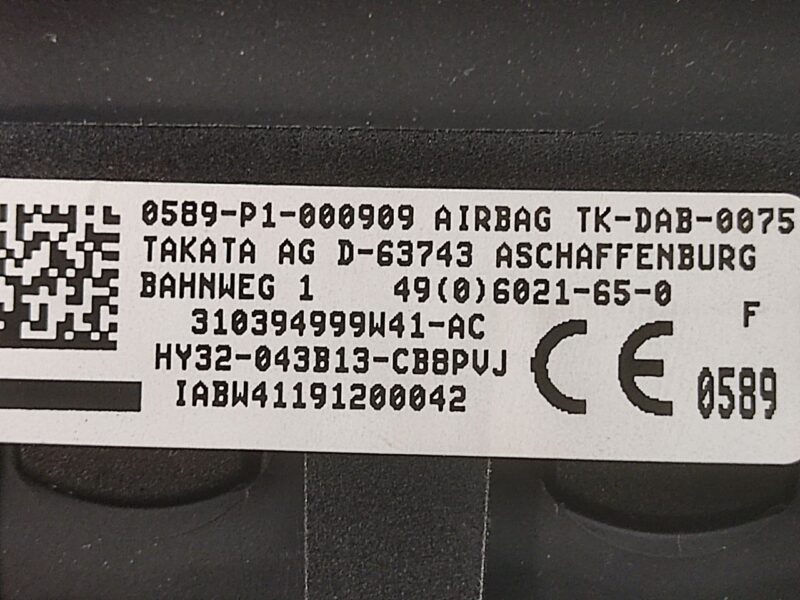 0589-P1-000909 AIRBAG TK-DAB-0075
TAKATA AG D-63743 ASCHAFFENBURG
BAHNWEG 1 49(0)6021-65-0
F
310394999W41-AC
HY32-043B13-CB8PVJ
CE 0589
IABW41191200042